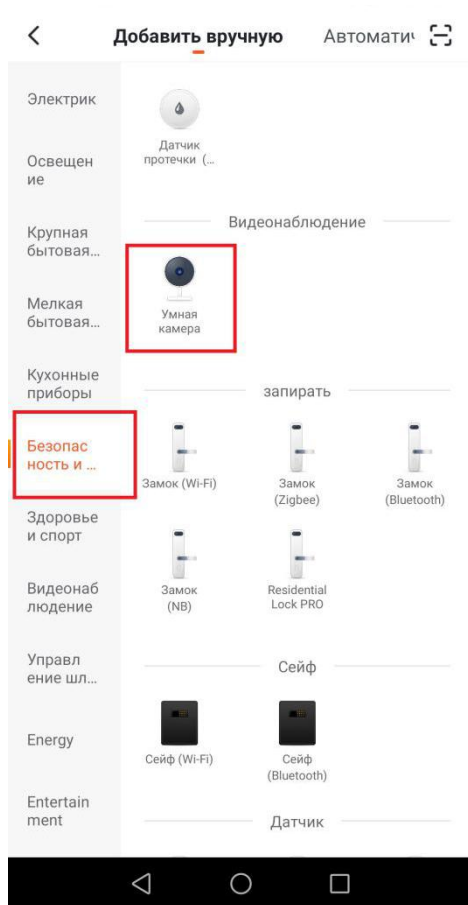 Добавить вручную
Автомати
Электрик
Освещен
ие
Крупная
бытовая...
Мелкая
бытовая...
Кухонные
приборы
Безопас
ность и ...
Здоровье
и спорт
Видеонаб
людение
Управл
ение шл...
Energy
Entertain
ment
Датчик
протечки (...
Видеонаблюдение
Умная
камера
запирать
Замок (Wi-Fi)
Замок
(Zigbee)
Замок
(Bluetooth)
Замок
(NB)
Residential
Lock PRO
Сейф
Сейф (Wi-Fi)
Сейф
(Bluetooth)
Датчик